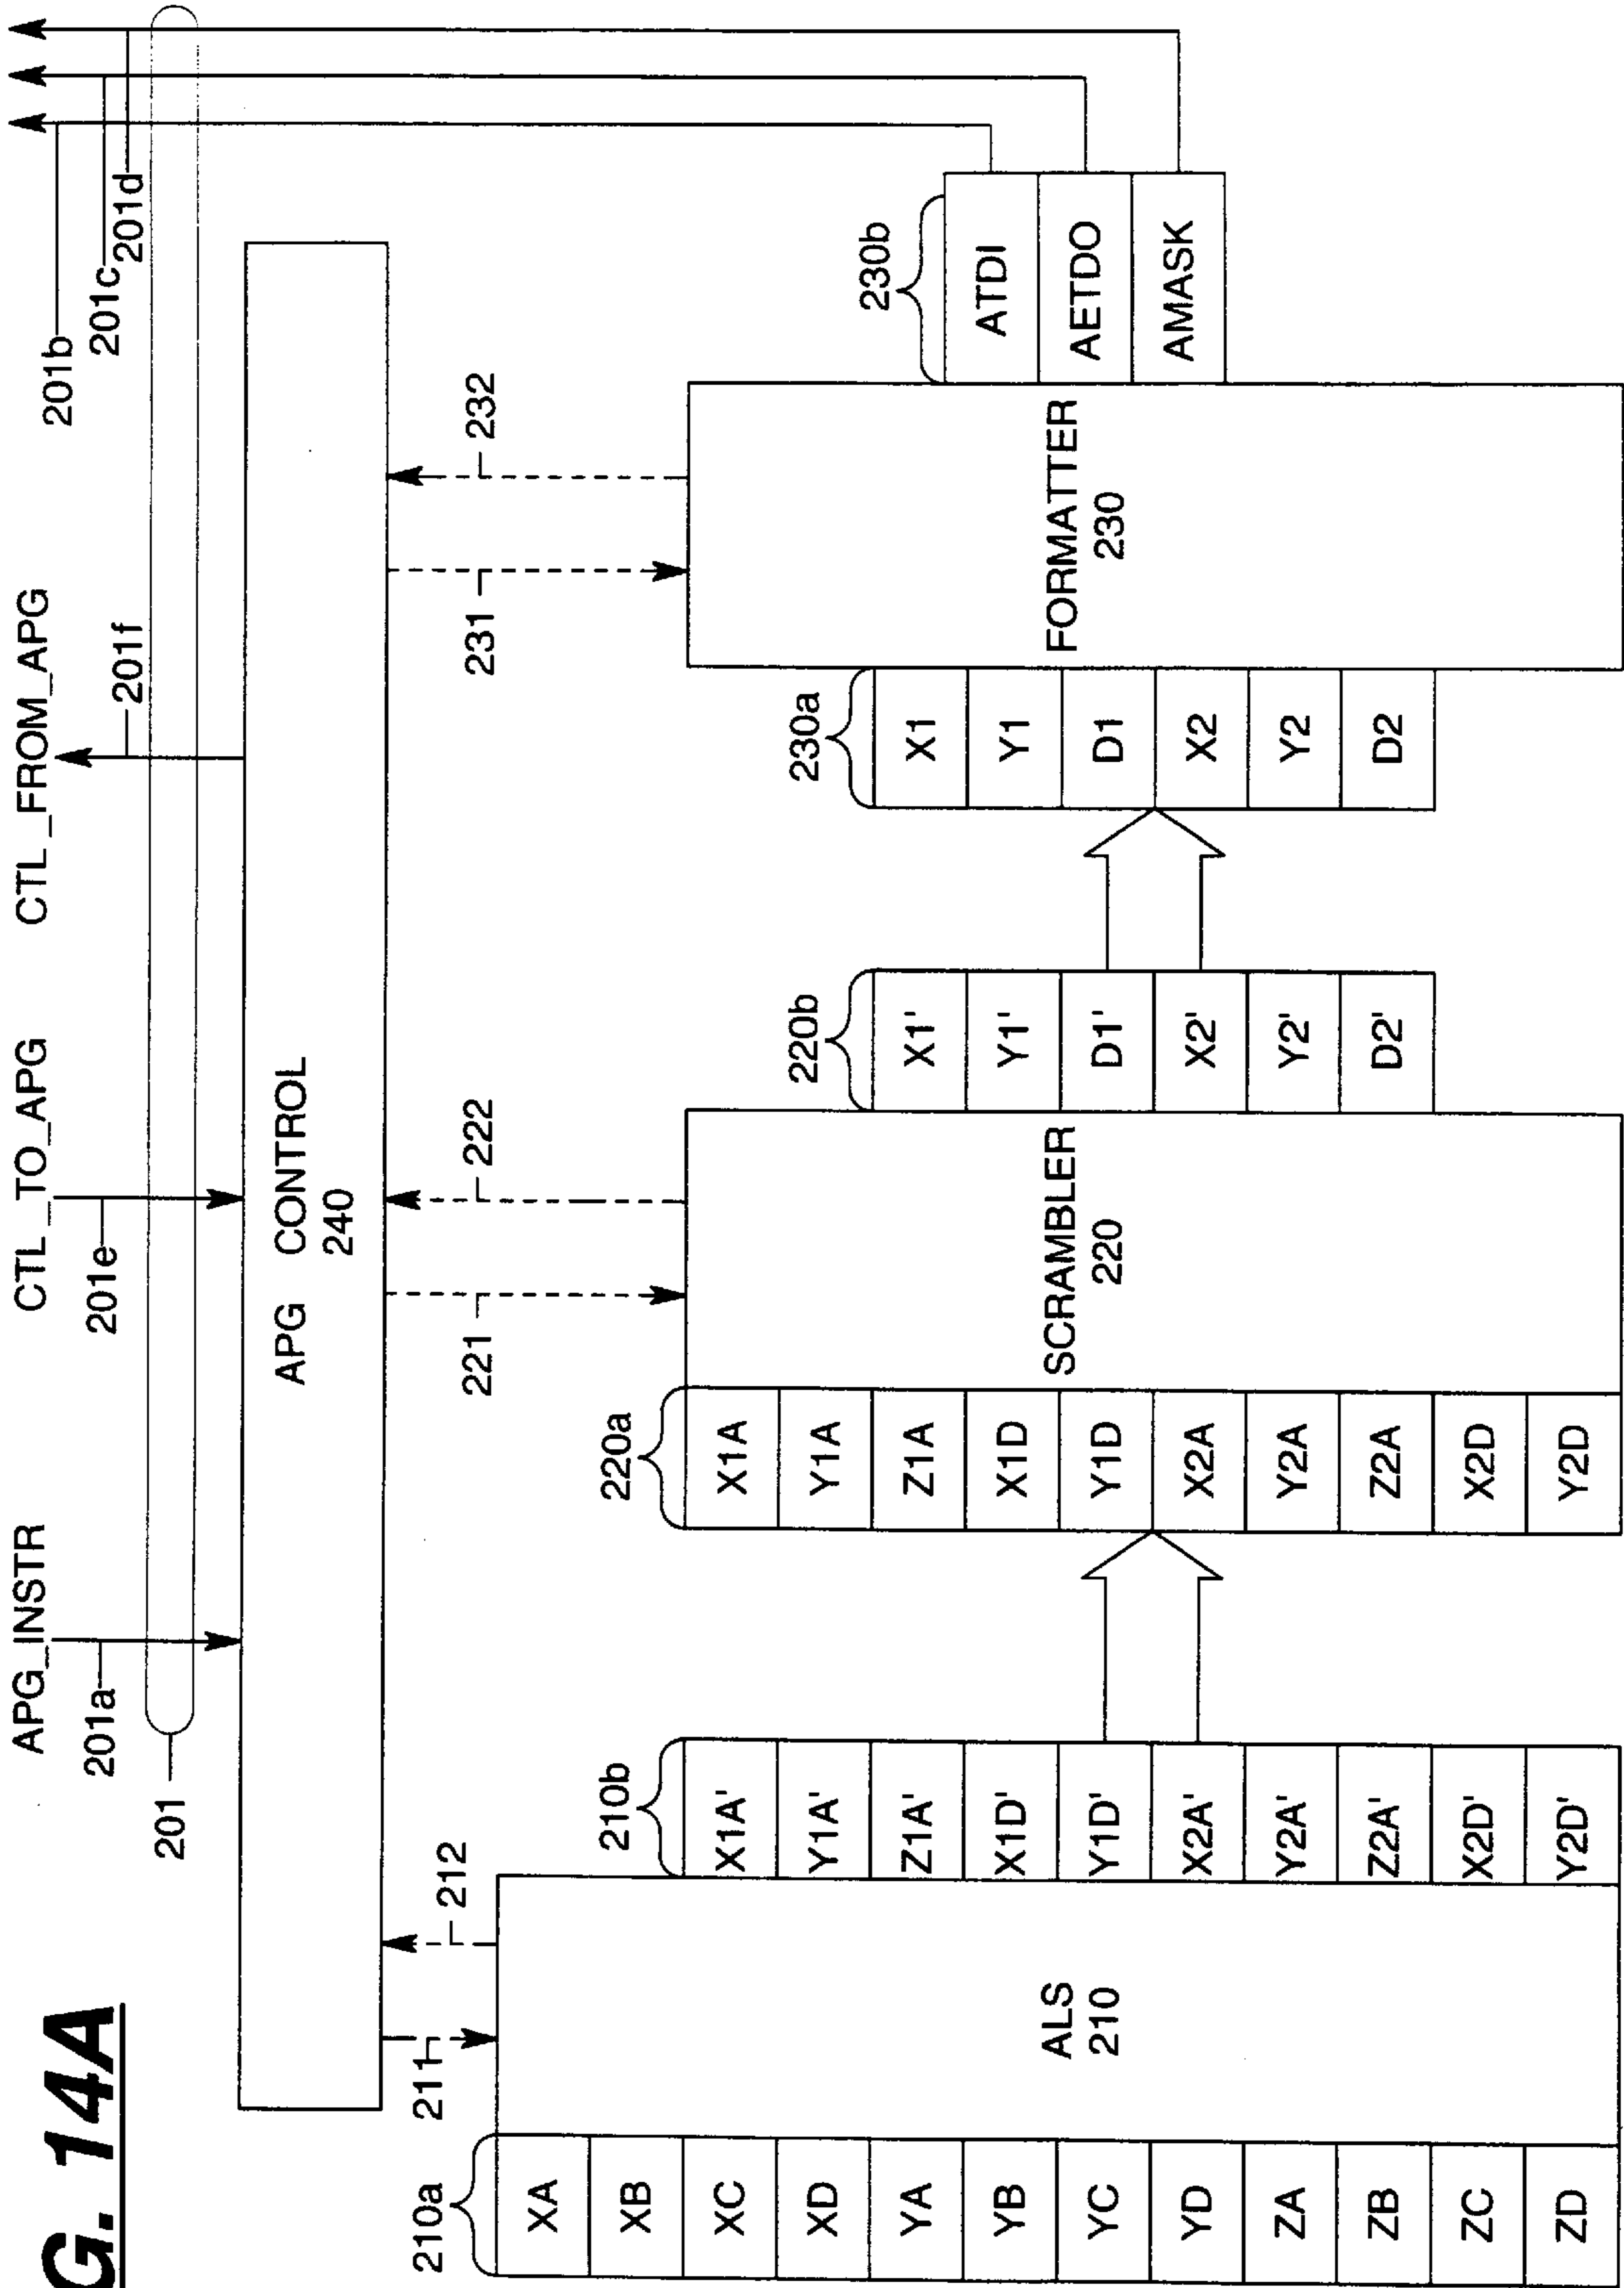 G. 14A
APG_INSTR
CTL_TO_APG
CTL_FROM_APG
201a
201e
201f
201b
201c
201d
201
APG CONTROL
240
211
212
221
222
231
232
210a
XA
XB
XC
XD
YA
YB
YC
YD
ZA
ZB
ZC
ZD
ALS
210
210b
X1A'
Y1A'
Z1A'
X1D'
Y1D'
X2A'
Y2A'
Z2A'
X2D'
Y2D'
220a
X1A
Y1A
Z1A
X1D
Y1D
X2A
Y2A
Z2A
X2D
Y2D
SCRAMBLER
220
220b
X1'
Y1'
D1'
X2'
Y2'
D2'
230a
X1
Y1
D1
X2
Y2
D2
FORMATTER
230
230b
ATDI
AETDO
AMASK